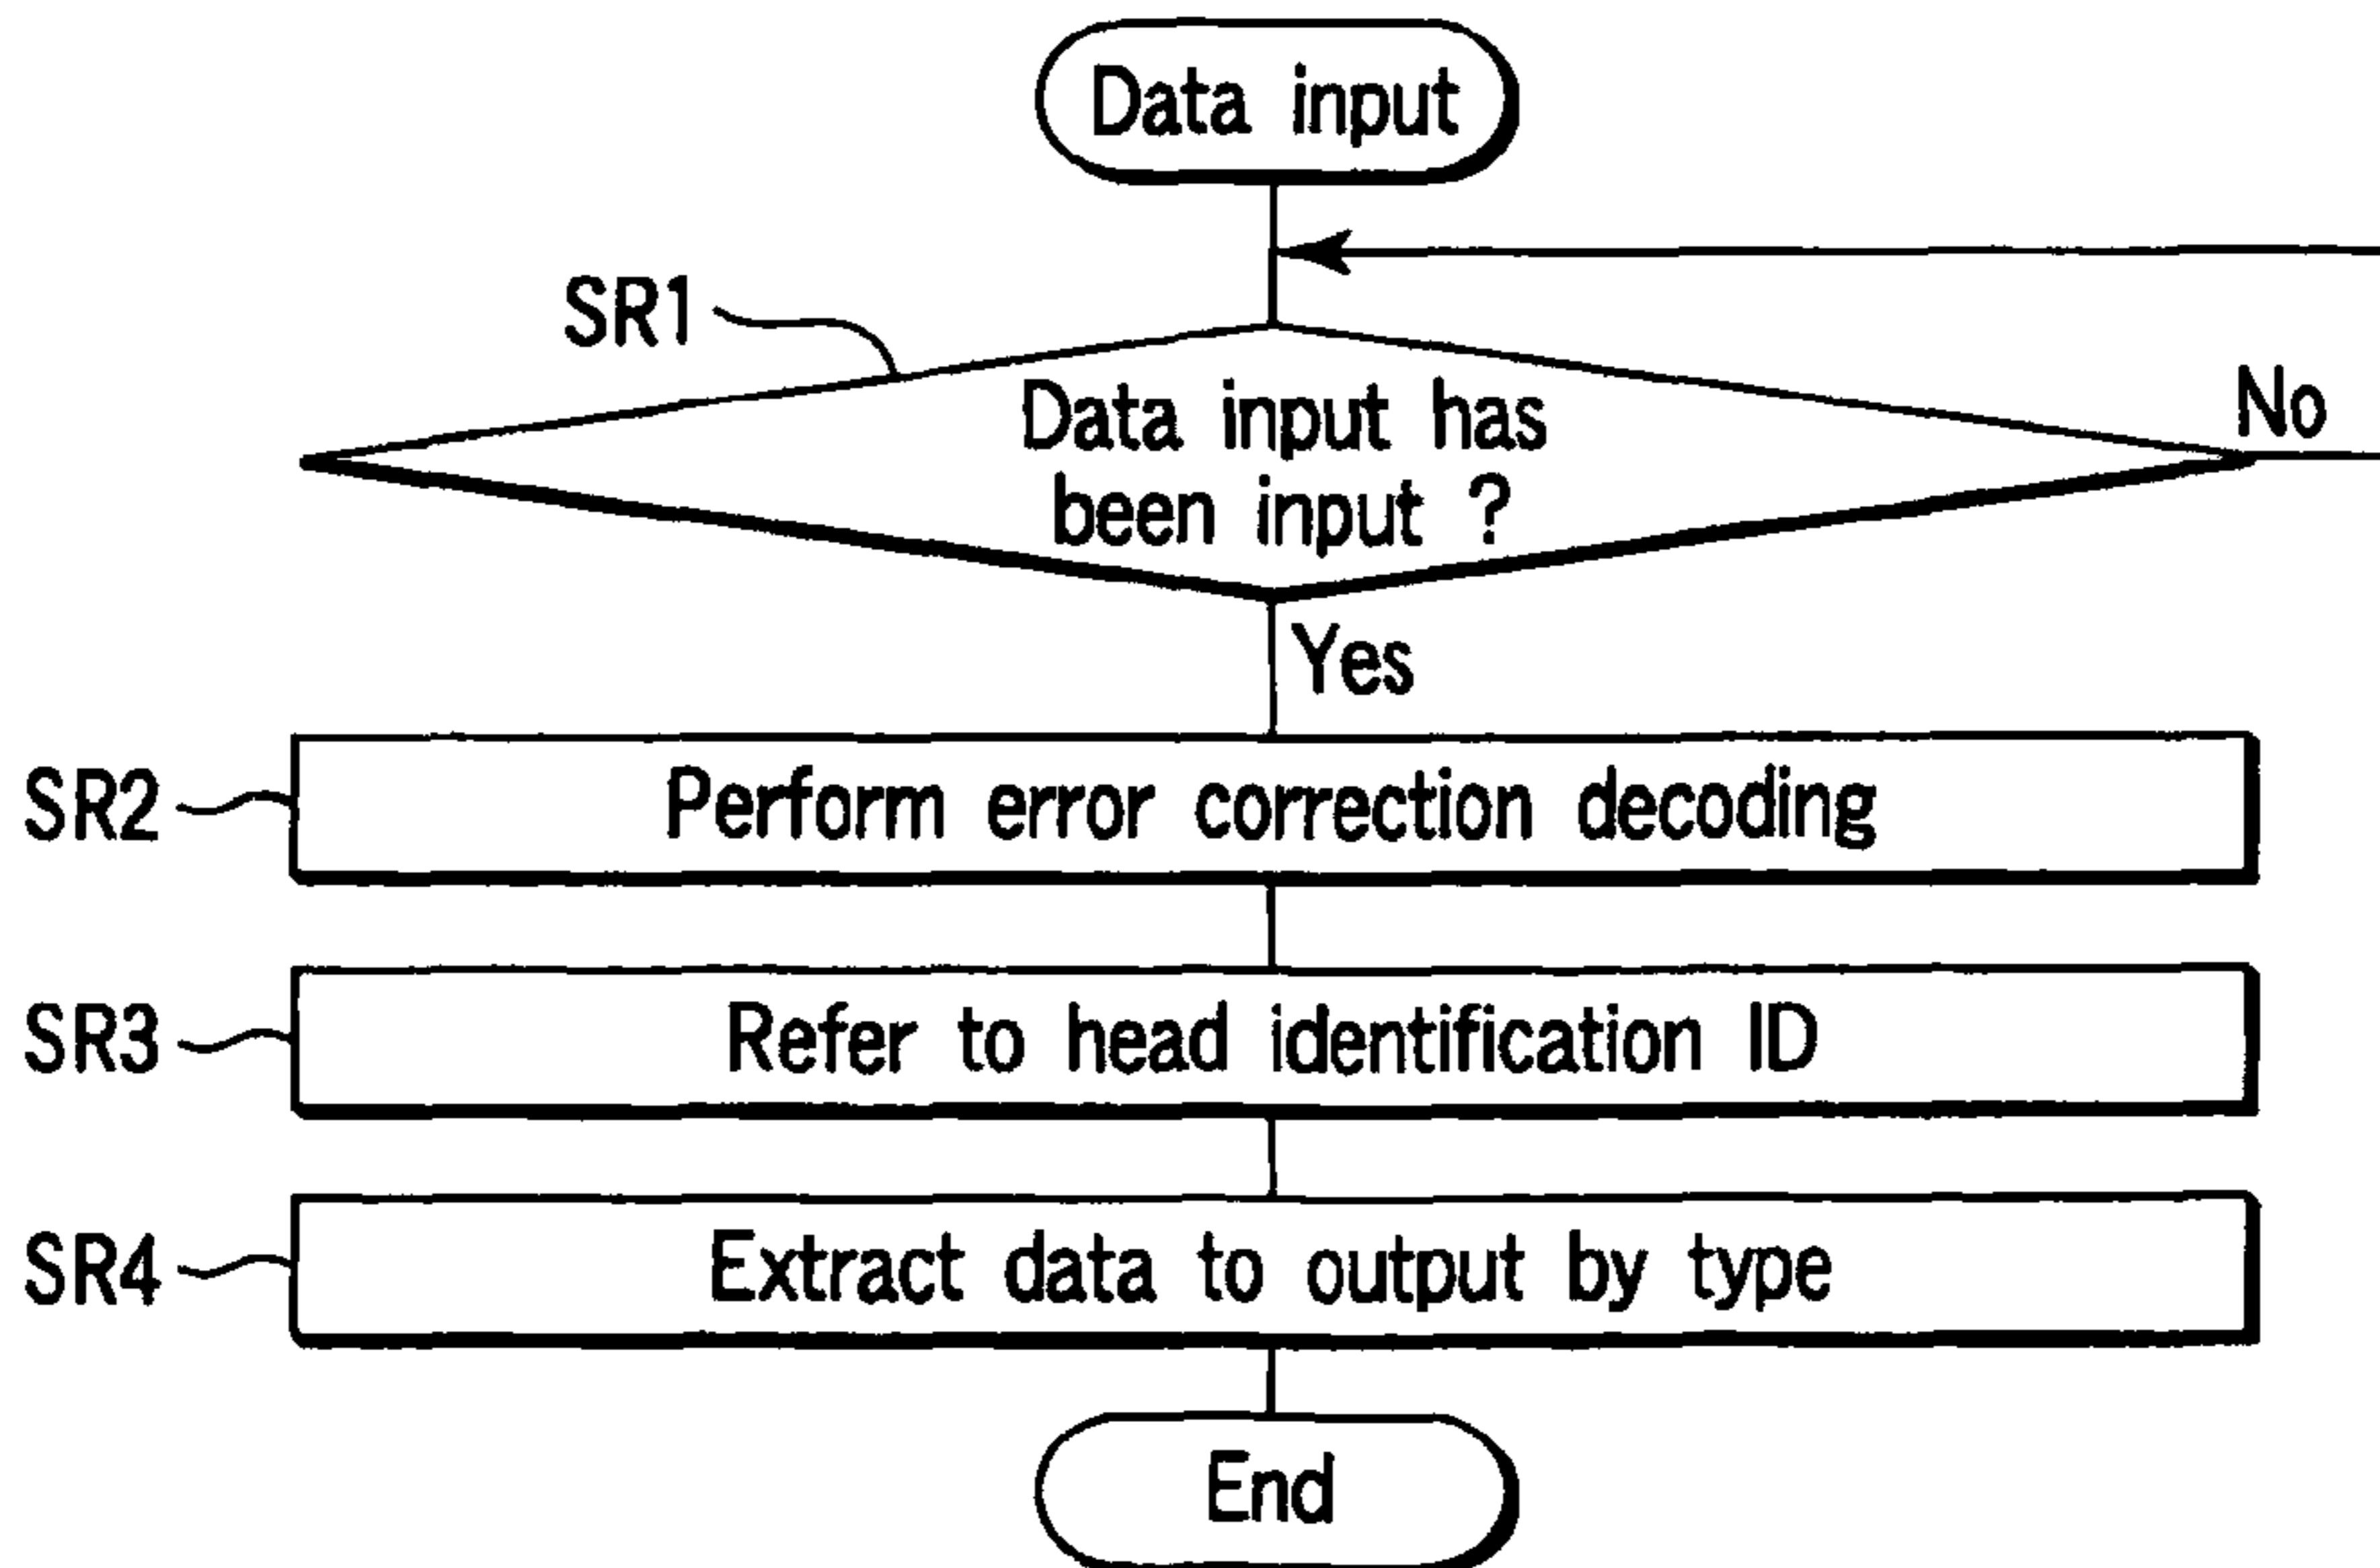 Data input
SR1
Data input has
been input ?
No
Yes
SR2
Perform error correction decoding
SR3
Refer to head identification ID
SR4
Extract data to output by type
End